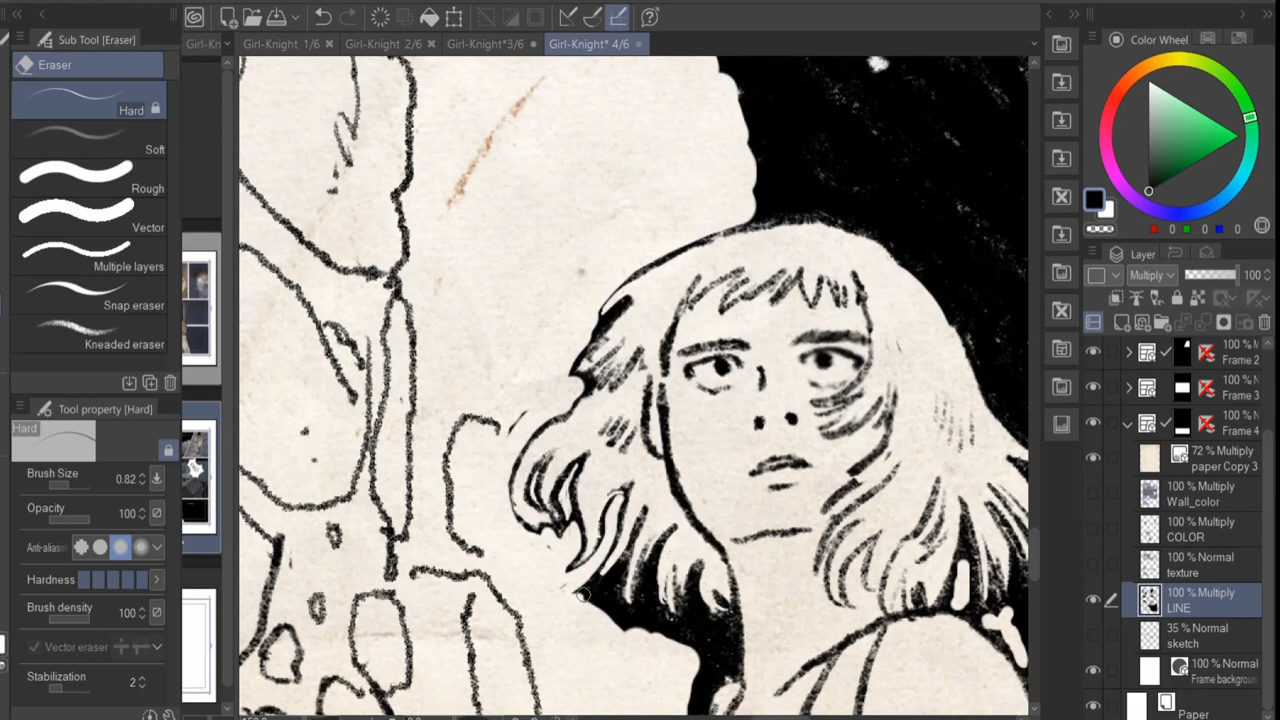 Sub Tool [Eraser]
Eraser
Hard
Soft
Rough
Vector
Multiple layers
Snap eraser
Kneaded eraser
Tool property [Hard]
Hard
Brush Size
0.82
Opacity
100
Anti-alias
Hardness
Brush density
100
Vector eraser
Stabilization
2
Girl-Kn
Girl-Knight 1/6
Girl-Knight 2/6
Girl-Knight*3/6
Girl-Knight* 4/6
Color Wheel
0 0 0
Layer
Multiply 100
100 %
Frame 2
100 %
Frame 3
100 %
Frame 4
72 % Multiply
paper Copy 3
100 % Multiply
Wall_color
100 % Multiply
COLOR
100 % Normal
texture
100 % Multiply
LINE
35 % Normal
sketch
100 % Normal
Frame backgroun
Paper